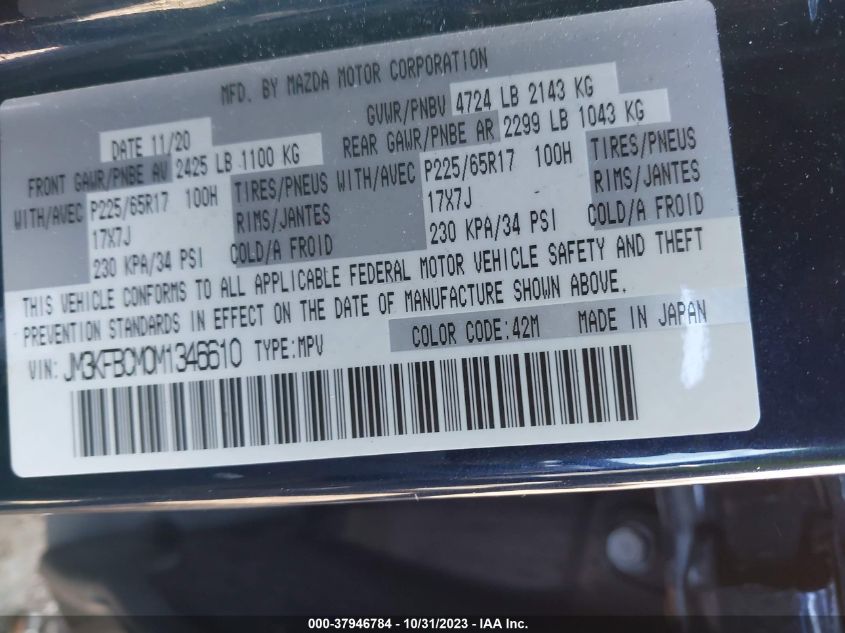 MFD. BY MAZDA MOTOR CORPORATION
DATE 11/20 GVWR/PNBV 4724 LB 2143 KG
FRONT GAWR/PNBE AV 2425 LB 1100 KG REAR GAWR/PNBE AR 2299 LB 1043 KG
WITH/AVEC P225/65R17 100H TIRES/PNEUS WITH/AVEC P225/65R17 100H TIRES/PNEUS
17X7J RIMS/JANTES 17X7J RIMS/JANTES
230 KPA/34 PSI COLD/A FROID 230 KPA/34 PSI COLD/A FROID
THIS VEHICLE CONFORMS TO ALL APPLICABLE FEDERAL MOTOR VEHICLE SAFETY AND THEFT
PREVENTION STANDARDS IN EFFECT ON THE DATE OF MANUFACTURE SHOWN ABOVE.
VIN: JM3KFBCM0M1346610 TYPE:MPV COLOR CODE:42M MADE IN JAPAN
000-37946784 - 10/31/2023 - IAA Inc.